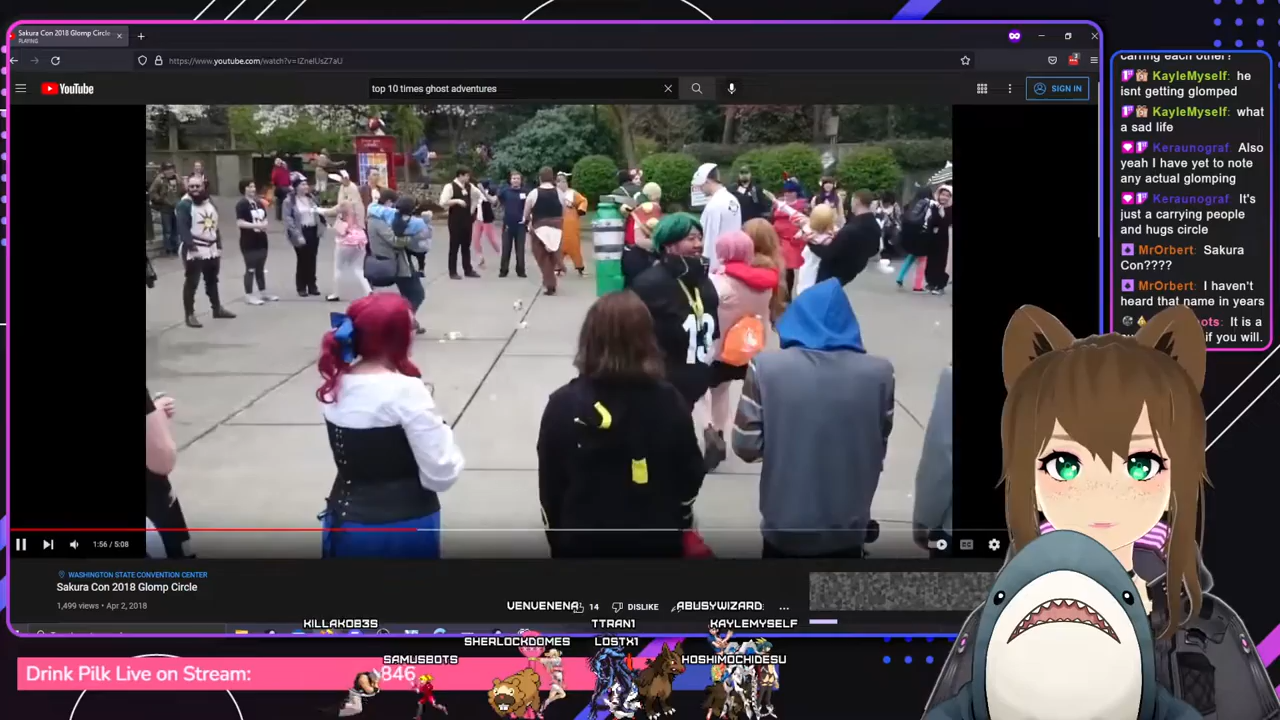 Sakura Con 2018 Glomp Circle
PLAYING
https://www.youtube.com/watch?v=IZnelUsZ7aU
YouTube
top 10 times ghost adventures
SIGN IN
13
1:56 / 5:08
WASHINGTON STATE CONVENTION CENTER
Sakura Con 2018 Glomp Circle
1,499 views • Apr 2, 2018
14
DISLIKE
...
VENVENENA
ABUSYWIZARD
KILLAKOB3S
TTRAN1
KAYLEMYSELF
SHERLOCKDOMES
LOSTX1
SAMUSBOTS
HOSHIMOCHIDESU
Drink Pilk Live on Stream:
846
carring each other?
KayleMyself: he
isnt getting glomped
KayleMyself: what
a sad life
Keraunograf: Also
yeah I have yet to note
any actual glomping
Keraunograf: It's
just a carrying people
and hugs circle
MrOrbert: Sakura
Con????
MrOrbert: I haven't
heard that name in years
ots: It is a
if you will.